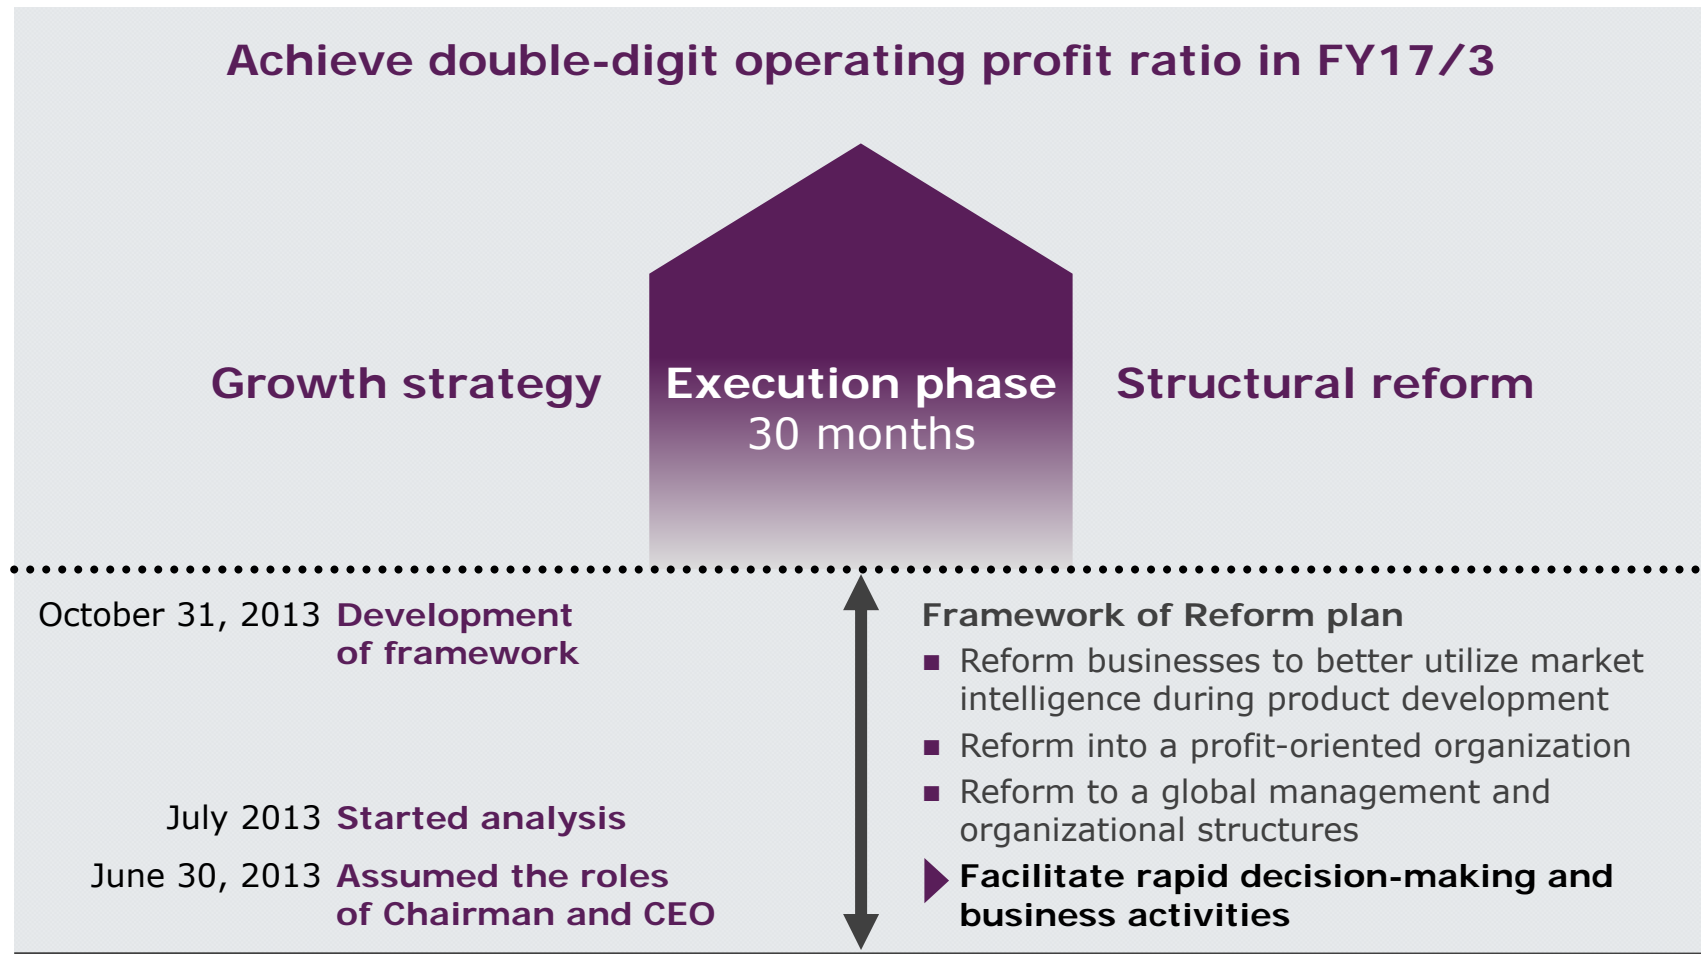 Achieve double-digit operating profit ratio in FY17/3
Growth strategy
Execution phase
30 months
Structural reform
October 31, 2013 Development
of framework
July 2013 Started analysis
June 30, 2013 Assumed the roles
of Chairman and CEO
Framework of Reform plan
■ Reform businesses to better utilize market
intelligence during product development
■ Reform into a profit-oriented organization
■ Reform to a global management and
organizational structures
Facilitate rapid decision-making and
business activities